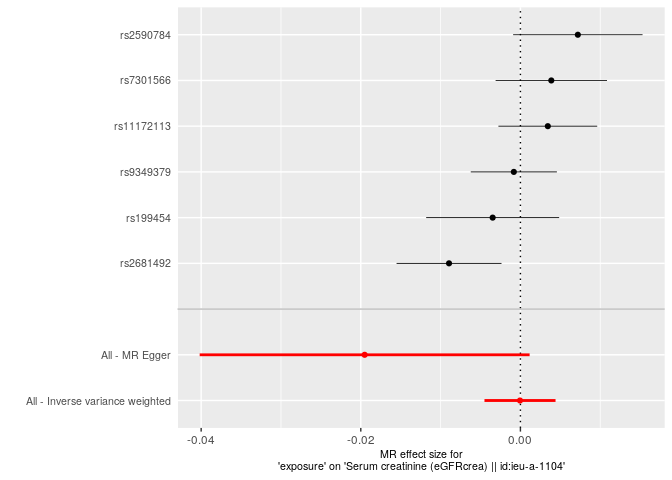 rs2590784
rs7301566
rs11172113
rs9349379
rs199454
rs2681492
All - MR Egger
All - Inverse variance weighted
-0.04
-0.02
0.00
MR effect size for
'exposure' on 'Serum creatinine (eGFRcrea) || id:ieu-a-1104'